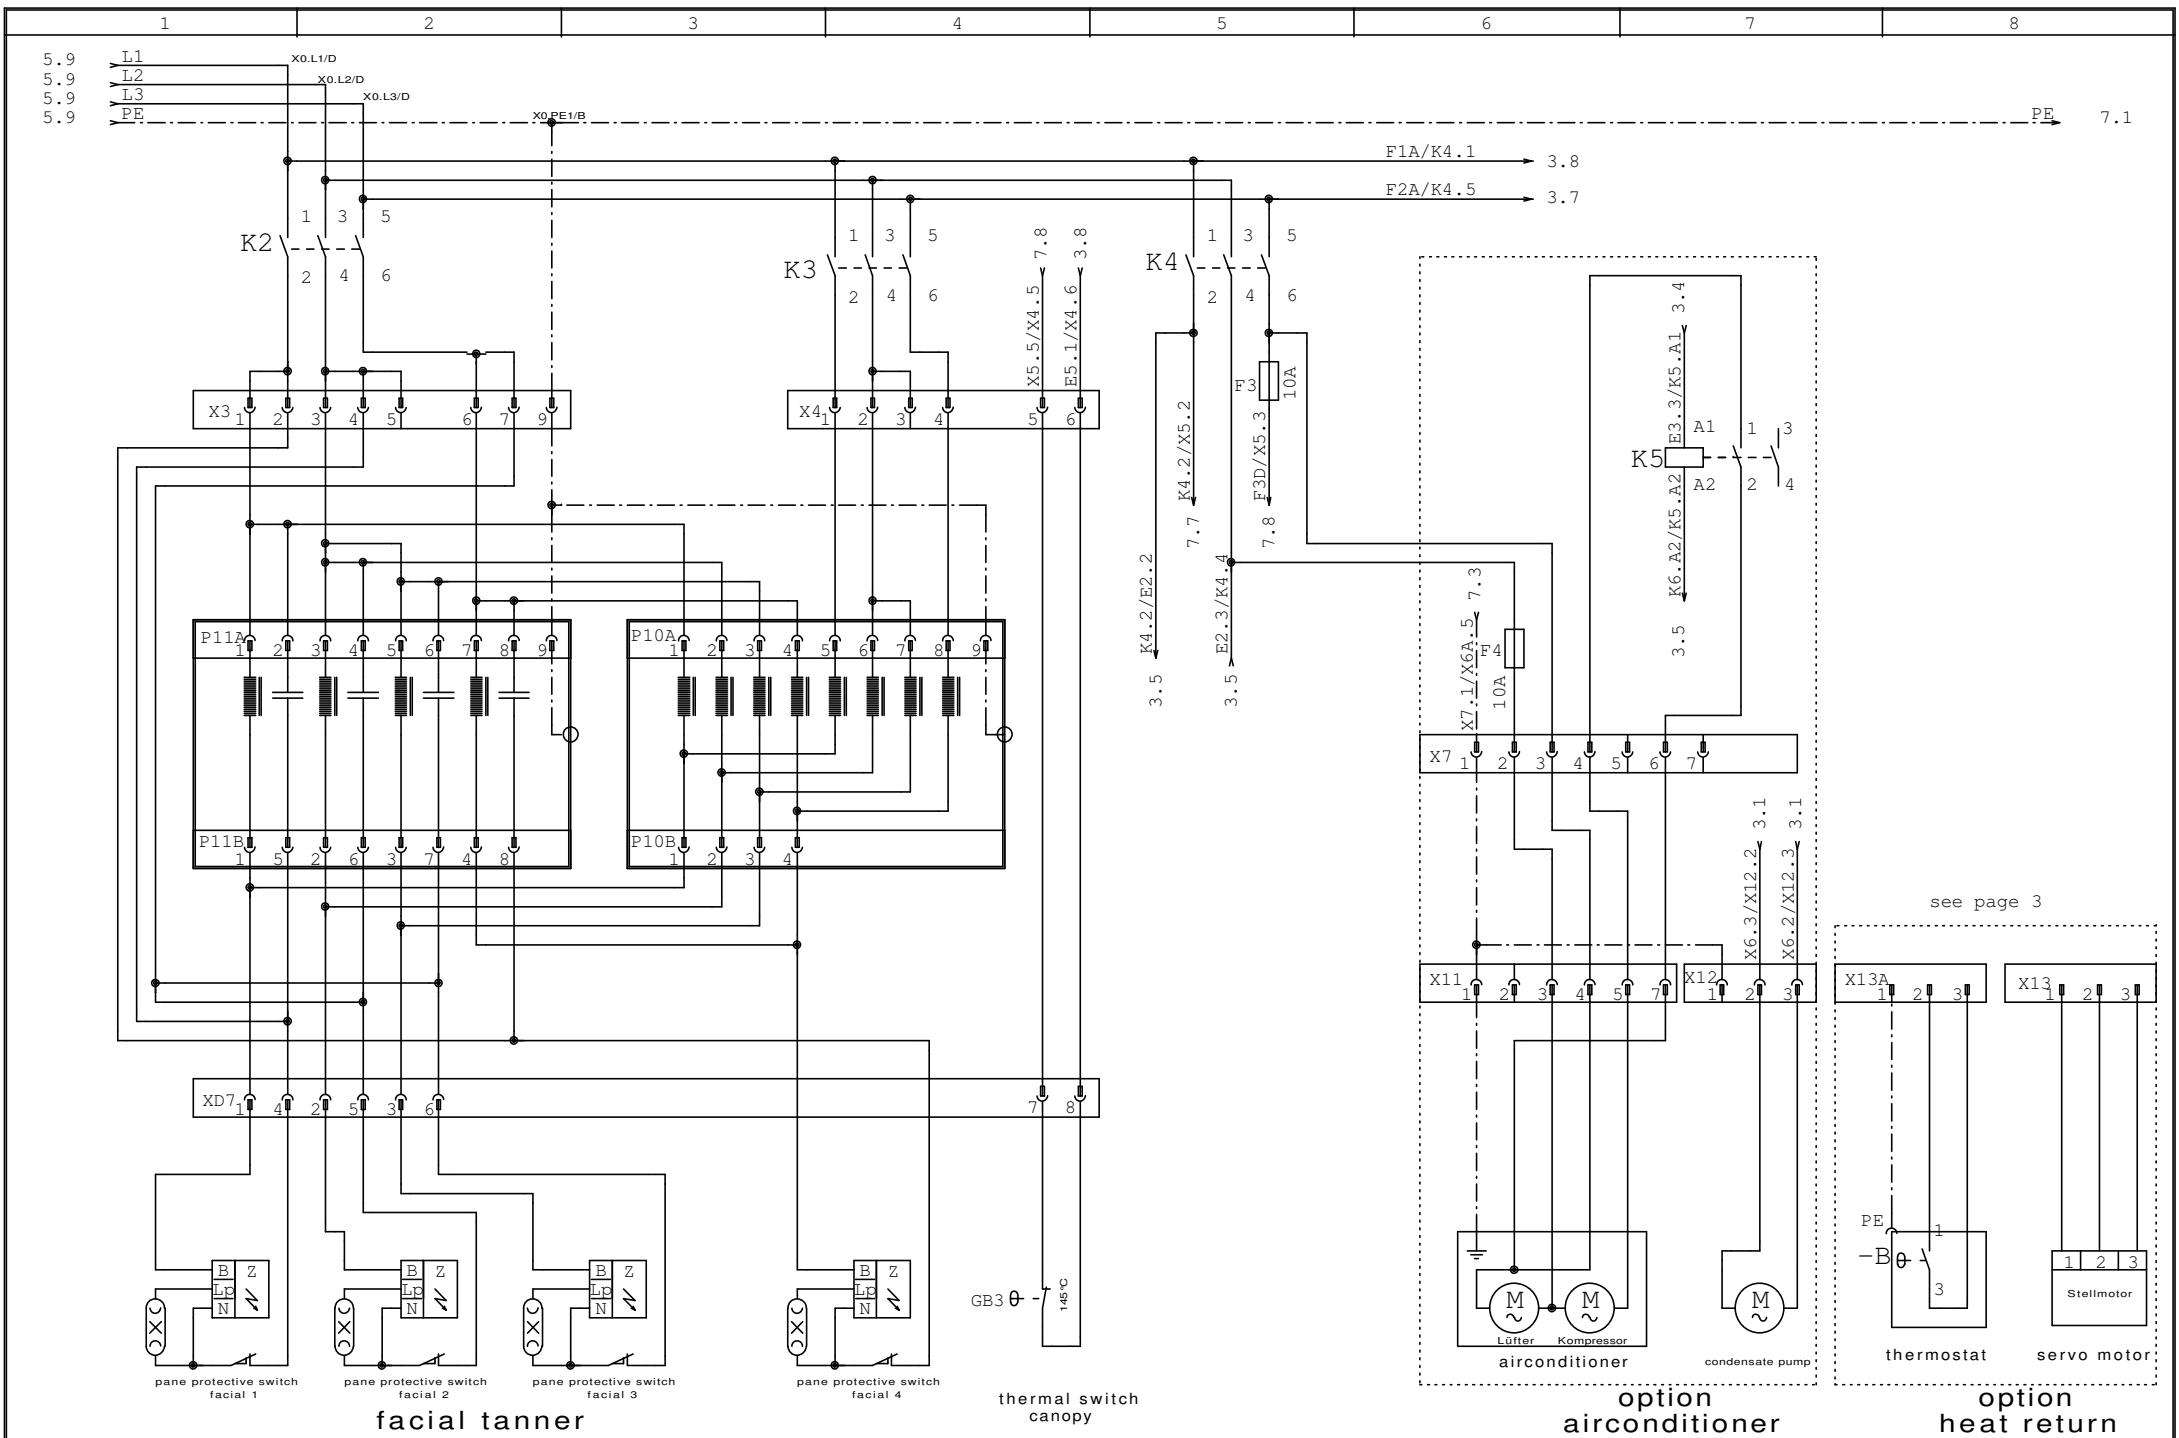 1 2 3 4 5 6 7 8
5.9 L1 X0.L1/D
5.9 L2 X0.L2/D
5.9 L3 X0.L3/D
5.9 PE X0.PE1/B PE 7.1
F1A/K4.1 3.8
F2A/K4.5 3.7
K2 1 3 5
2 4 6
K3 1 3 5
2 4 6
X5.5/X4.5 7.8
E5.1/X4.6 3.8
K4 1 3 5
2 4 6
F3 10A
K4.2/X5.2 7.7
F3D/X5.3 7.8
K4.2/E2.2 3.5
E2.3/K4.4 3.5
E3.3/K5.A1 3.4
K5 A1 A2 1 2 3 4
K6.A2/K5.A2 3.5
X3 1 2 3 4 5 6 7 9
X4 1 2 3 4 5 6
X7.1/X6A.5 7.3
F4 10A
P11A 1 2 3 4 5 6 7 8 9
P10A 1 2 3 4 5 6 7 8 9
X7 1 2 3 4 5 6 7
P11B 1 5 2 6 3 7 4 8
P10B 1 2 3 4
X6.3/X12.2 3.1
X6.2/X12.3 3.1
see page 3
X11 1 2 3 4 5 7
X12 1 2 3
X13A 1 2 3
X13 1 2 3
XD7 1 4 2 5 3 6 7 8
B Z
Lp
N
B Z
Lp
N
B Z
Lp
N
B Z
Lp
N
GB3 145°C
M M
Lüfter Kompressor
airconditioner
M
condensate pump
PE
-B 1
3
thermostat
1 2 3
Stellmotor
servo motor
pane protective switch
facial 1
pane protective switch
facial 2
pane protective switch
facial 3
pane protective switch
facial 4
thermal switch
canopy
facial tanner
option
airconditioner
option
heat return